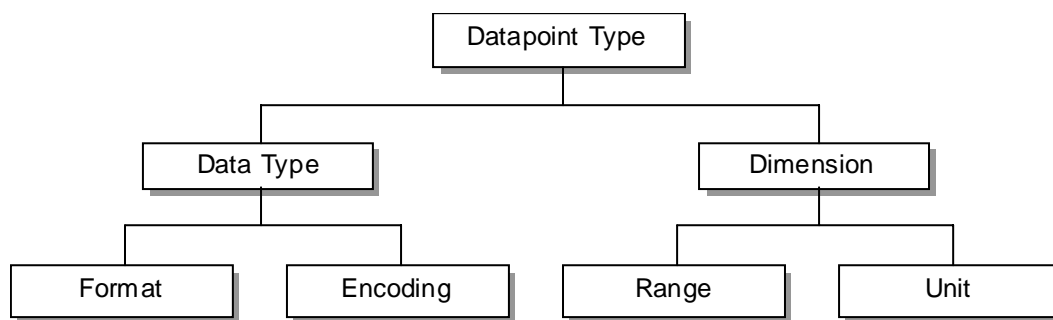 Datapoint Type
Data Type
Dimension
Format
Encoding
Range
Unit